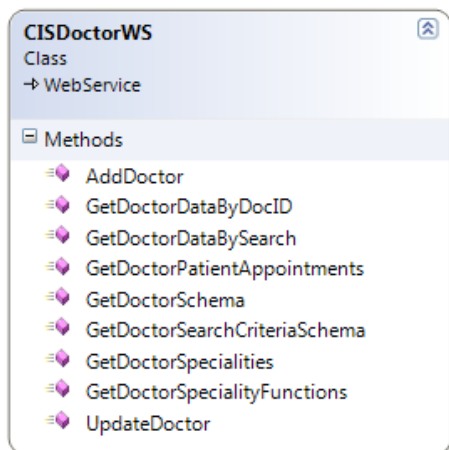 CISDoctorWS
Class
WebService
Methods
AddDoctor
GetDoctorDataByDocID
GetDoctorDataBySearch
GetDoctorPatientAppointments
GetDoctorSchema
GetDoctorSearchCriteriaSchema
GetDoctorSpecialities
GetDoctorSpecialityFunctions
UpdateDoctor